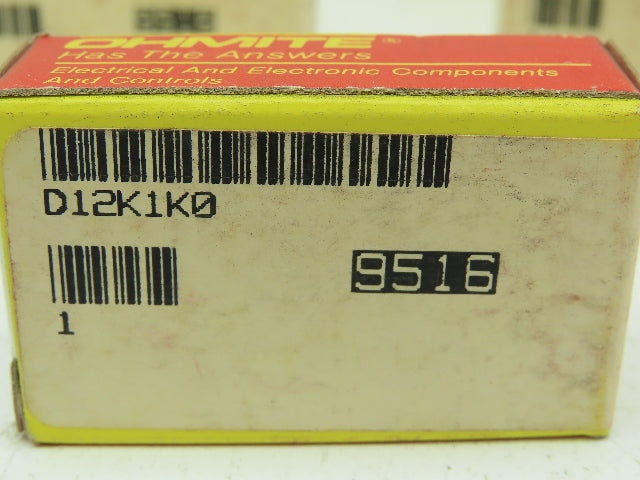 OHMITE®
Has The Answers
Electrical And Electronic Components
And Controls
D12K1K0
9516
1